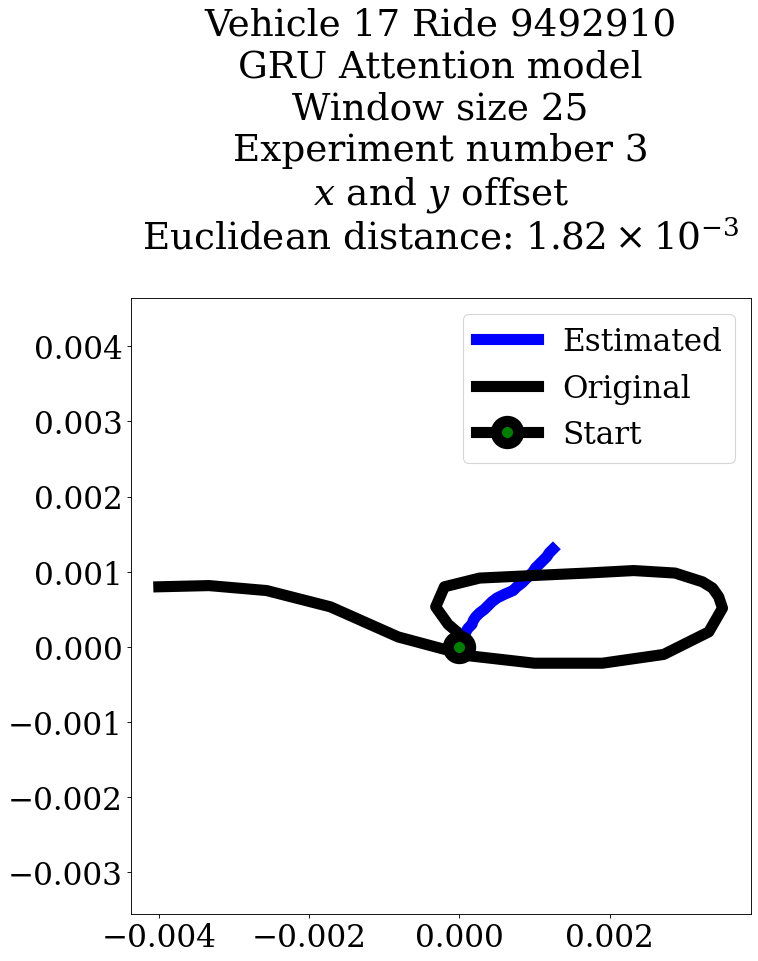 Vehicle 17 Ride 9492910
GRU Attention model
Window size 25
Experiment number 3
x and y offset
Euclidean distance: 1.82 × 10⁻³
Estimated
Original
Start
0.004
0.003
0.002
0.001
0.000
−0.001
−0.002
−0.003
−0.004 −0.002 0.000 0.002